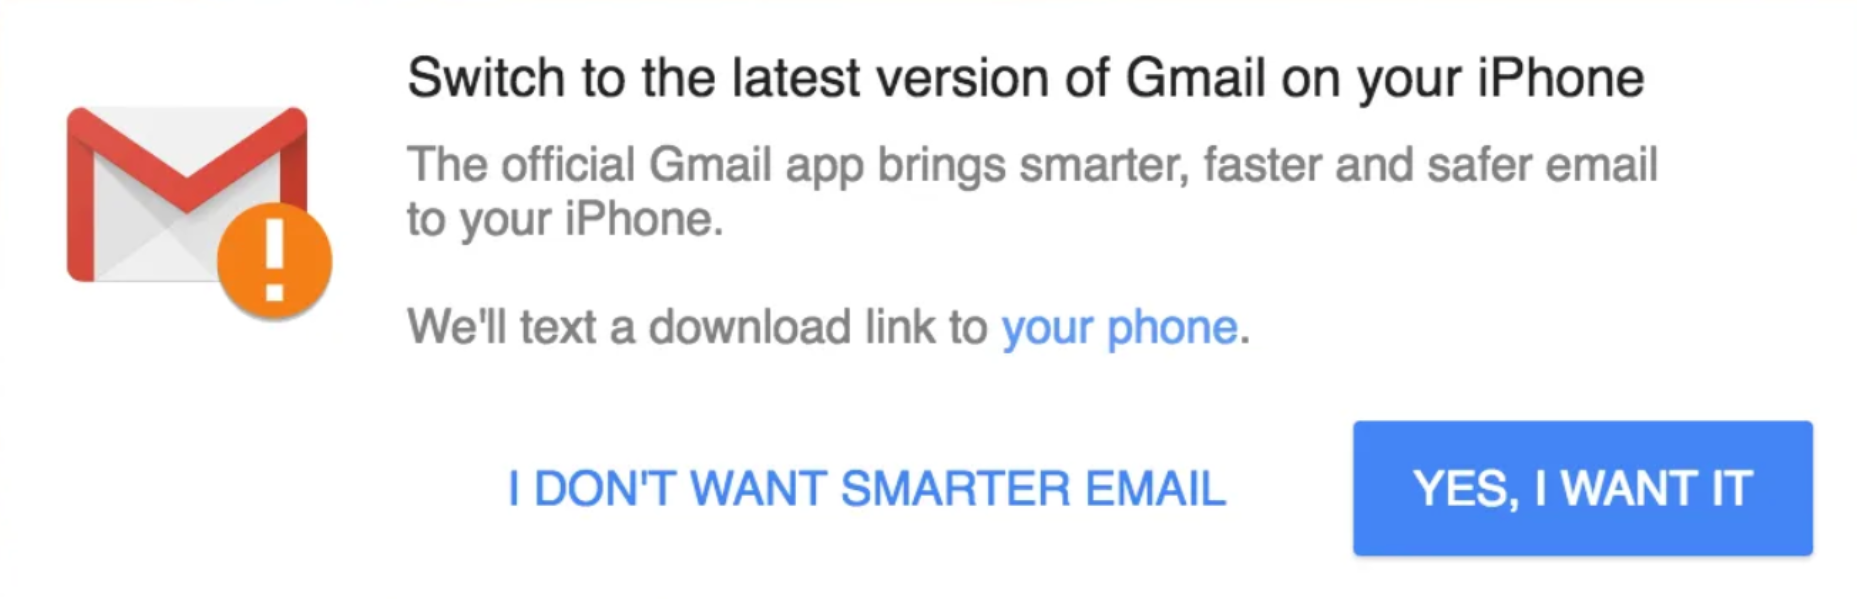 Switch to the latest version of Gmail on your iPhone
The official Gmail app brings smarter, faster and safer email
to your iPhone.
We'll text a download link to your phone.
I DON'T WANT SMARTER EMAIL
YES, I WANT IT